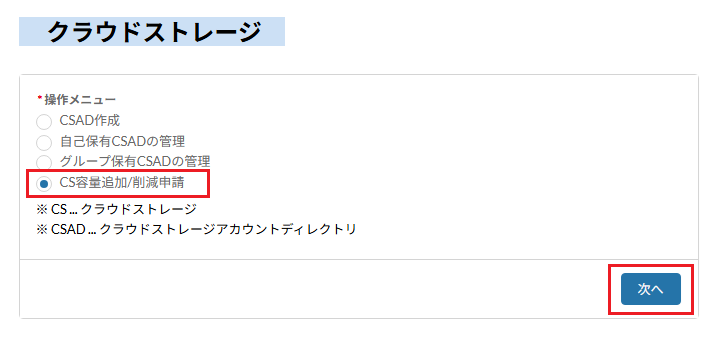 クラウドストレージ
*操作メニュー
CSAD作成
自己保有CSADの管理
グループ保有CSADの管理
CS容量追加/削減申請
※ CS ... クラウドストレージ
※ CSAD ... クラウドストレージアカウントディレクトリ
次へ